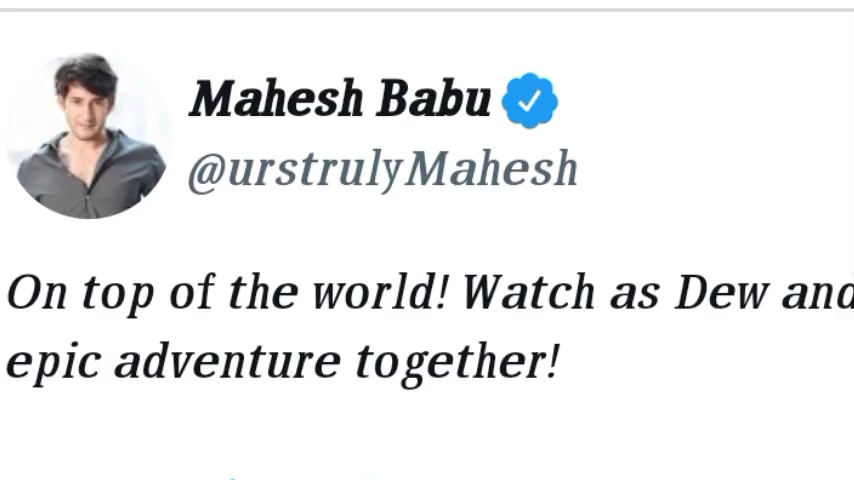 Mahesh Babu
@urstrulyMahesh
On top of the world! Watch as Dew and
epic adventure together!